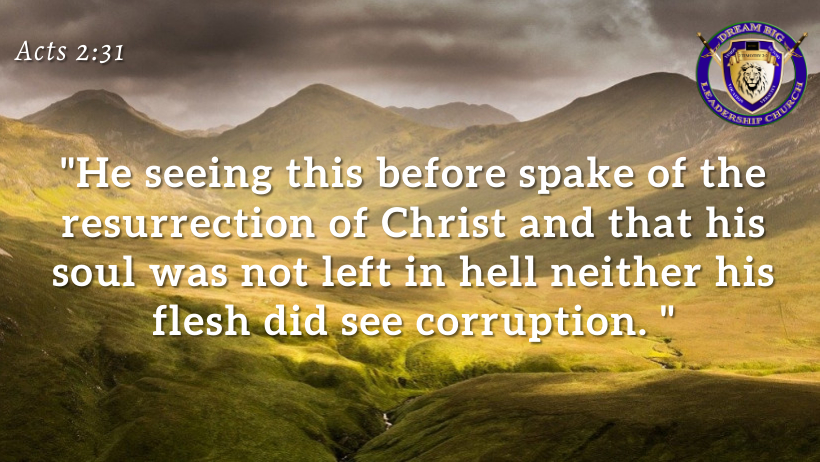 Acts 2:31
DREAM BIG
LEADERSHIP CHURCH
"He seeing this before spake of the
resurrection of Christ and that his
soul was not left in hell neither his
flesh did see corruption. "